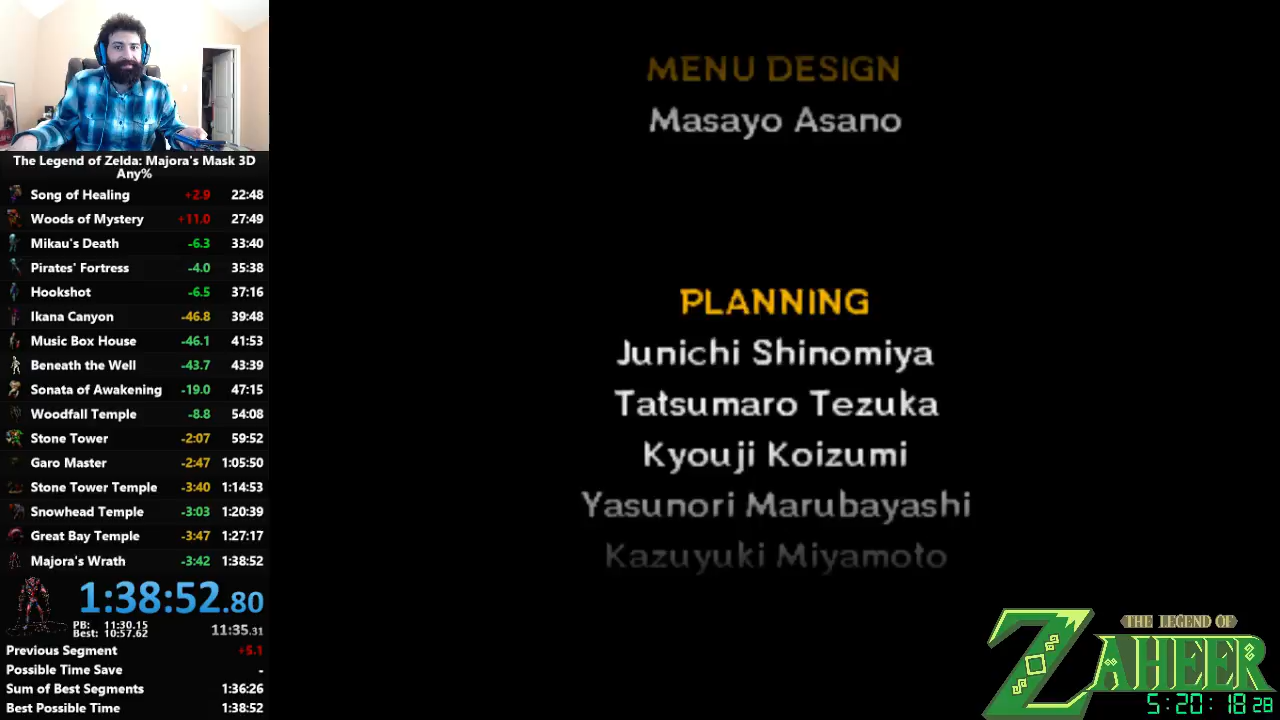 The Legend of Zelda: Majora's Mask 3D
Any%
Song of Healing +2.9 22:48
Woods of Mystery +11.0 27:49
Mikau's Death -6.3 33:40
Pirates' Fortress -4.0 35:38
Hookshot -6.5 37:16
Ikana Canyon -46.8 39:48
Music Box House -46.1 41:53
Beneath the Well -43.7 43:39
Sonata of Awakening -19.0 47:15
Woodfall Temple -8.8 54:08
Stone Tower -2:07 59:52
Garo Master -2:47 1:05:50
Stone Tower Temple -3:40 1:14:53
Snowhead Temple -3:03 1:20:39
Great Bay Temple -3:47 1:27:17
Majora's Wrath -3:42 1:38:52
1:38:52.80
PB: 11:30.15
Best: 10:57.62
11:35.31
Previous Segment +5.1
Possible Time Save -
Sum of Best Segments 1:36:26
Best Possible Time 1:38:52
MENU DESIGN
Masayo Asano
PLANNING
Junichi Shinomiya
Tatsumaro Tezuka
Kyouji Koizumi
Yasunori Marubayashi
Kazuyuki Miyamoto
THE LEGEND OF
ZAHEER
5:20:18 28